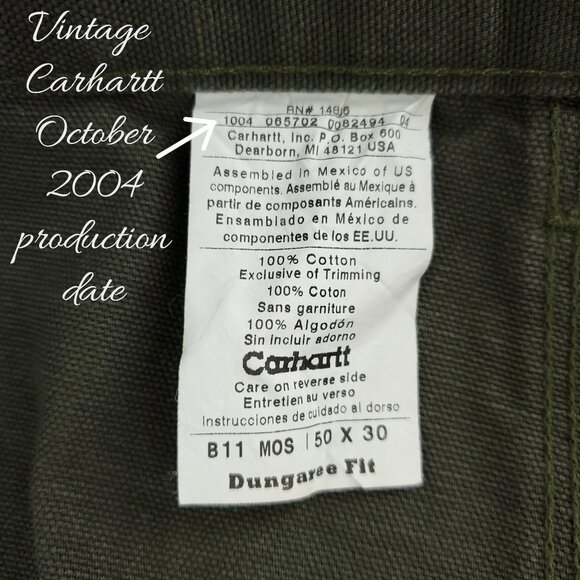 Vintage
Carhartt
October
2004
production
date
RN# 14806
1004 065702 0082494 04
Carhartt, Inc. P.O. Box 600
Dearborn, MI 48121 USA
Assembled in Mexico of US
components. Assemblé au Mexique à
partir de composants Américains.
Ensamblado en México de
componentes de los EE.UU.
100% Cotton
Exclusive of Trimming
100% Coton
Sans garniture
100% Algodón
Sin incluir adorno
Carhartt
Care on reverse side
Entretien au verso
Instrucciones de cuidado al dorso
B11 MOS | 50 X 30
Dungaree Fit